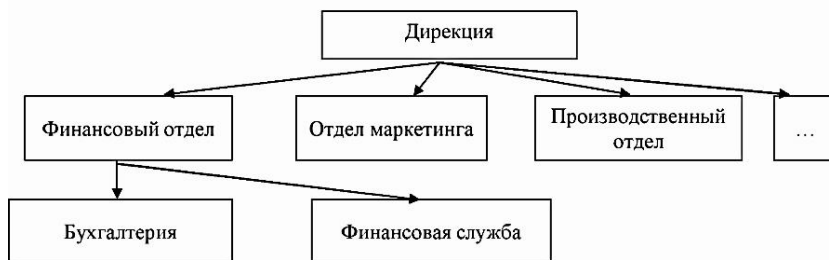 Дирекция
Финансовый отдел
Отдел маркетинга
Производственный
отдел
...
Бухгалтерия
Финансовая служба